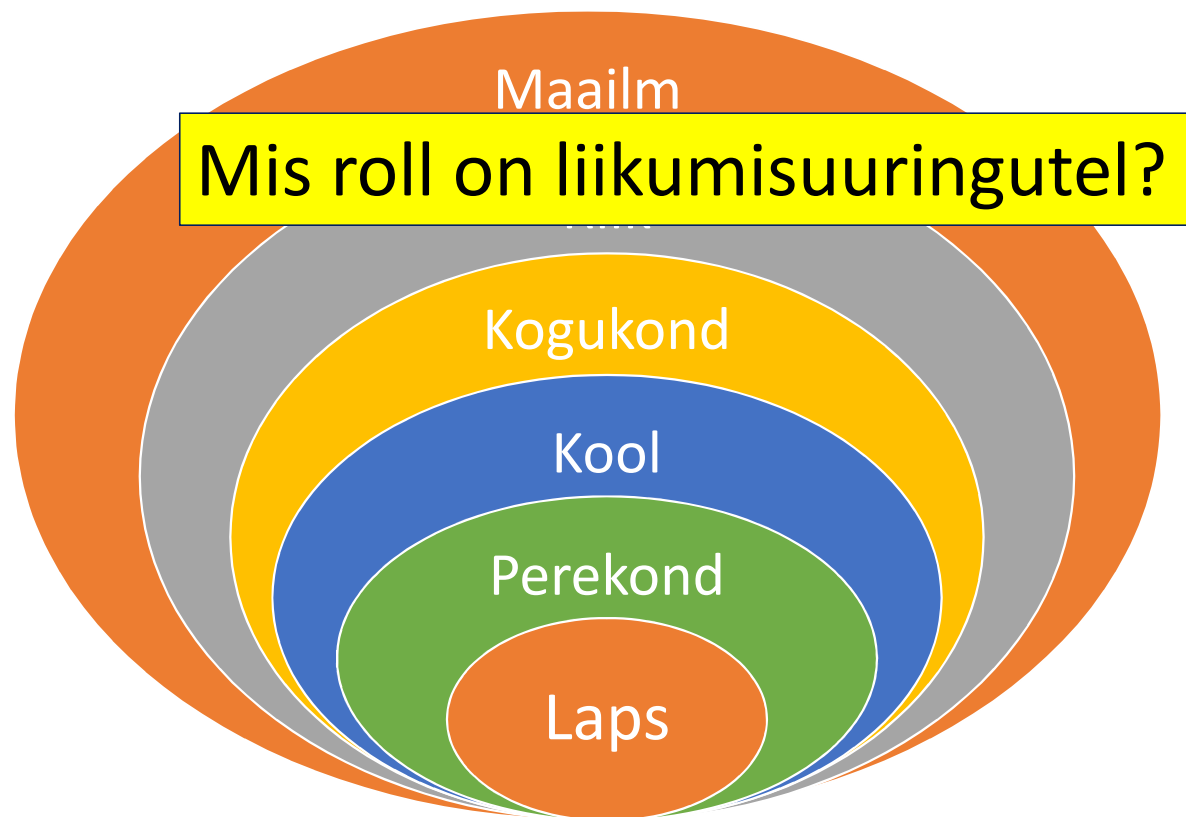 Maailm
Mis roll on liikumisuuringutel?
Kogukond
Kool
Perekond
Laps